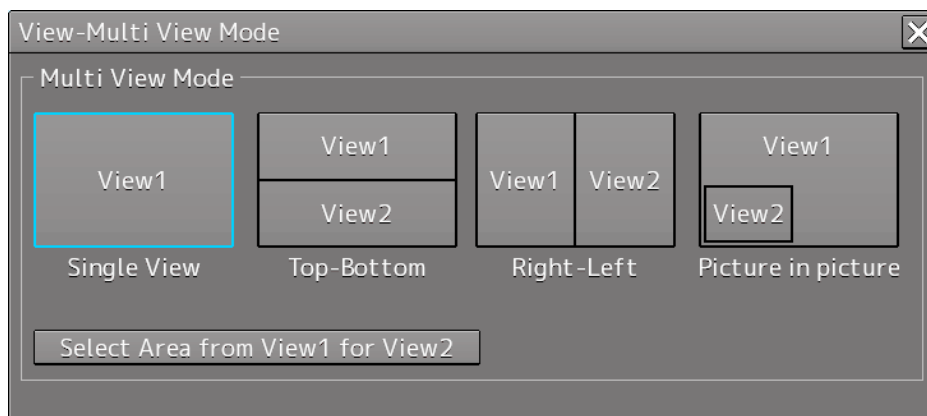 View-Multi View Mode
Multi View Mode
View1
View1
View2
View1 View2
View1
View2
Single View
Top-Bottom
Right-Left
Picture in picture
Select Area from View1 for View2